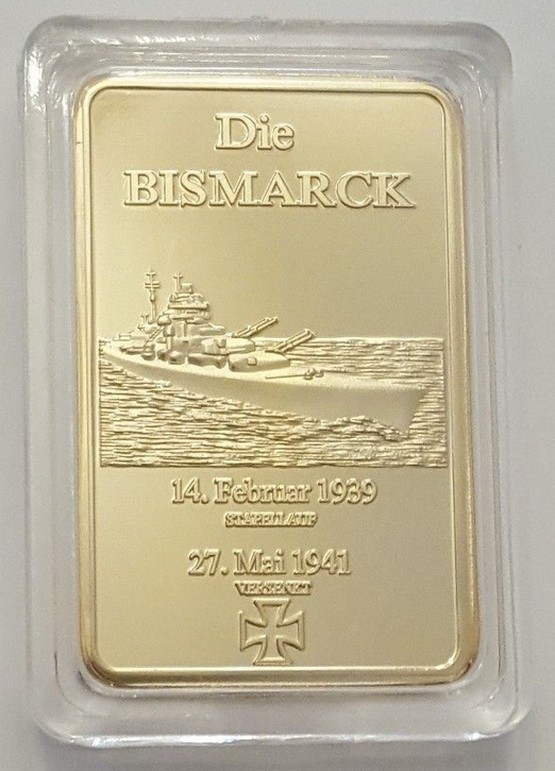 Die
BISMARCK
14. Februar 1939
STAPELLAUF
27. Mai 1941
VERSENKT